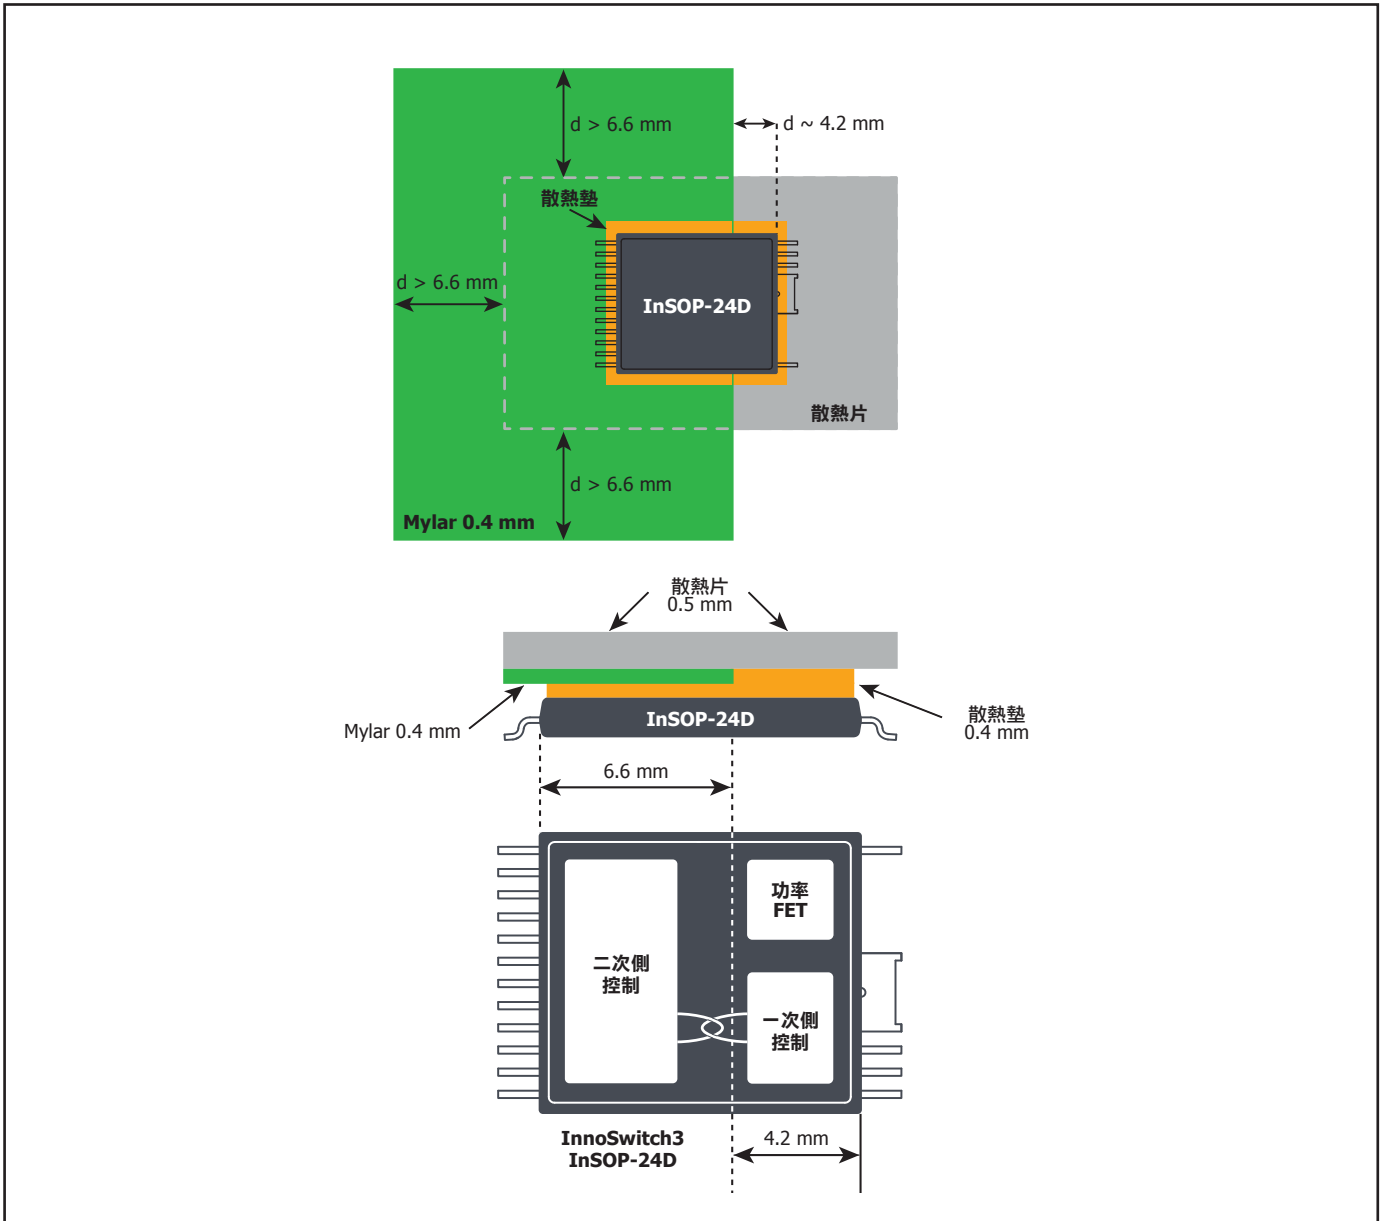 d > 6.6 mm
d ~ 4.2 mm
散熱墊
d > 6.6 mm
InSOP-24D
散熱片
d > 6.6 mm
Mylar 0.4 mm
散熱片
0.5 mm
InSOP-24D
Mylar 0.4 mm
散熱墊
0.4 mm
6.6 mm
功率
FET
二次側
控制
一次側
控制
InnoSwitch3
InSOP-24D
4.2 mm